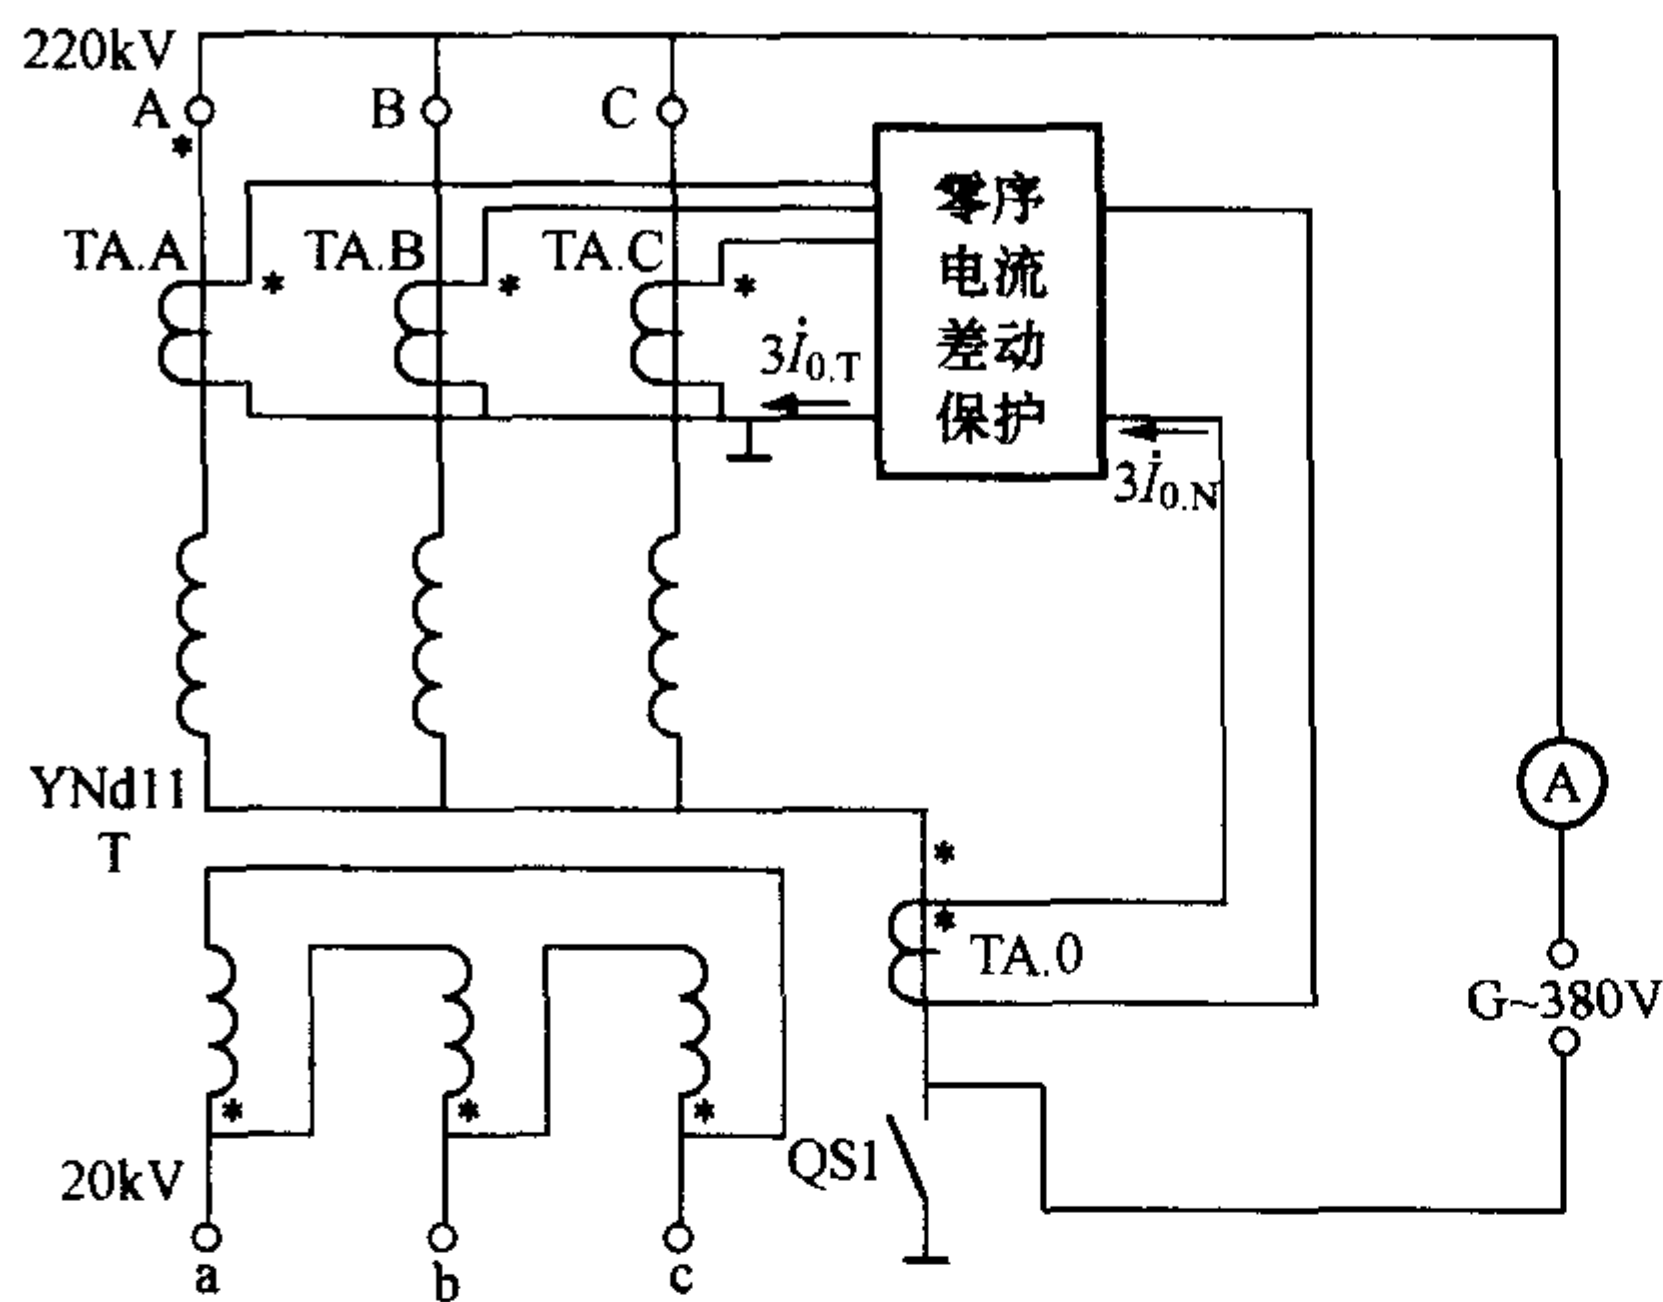 220kV
A
B
C
*
TA.A
TA.B
TA.C
*
*
*
零序
电流
差动
保护
3İ0.T
3İ0.N
YNd11
T
*
*
TA.0
A
G~380V
*
*
*
QS1
20kV
a
b
c